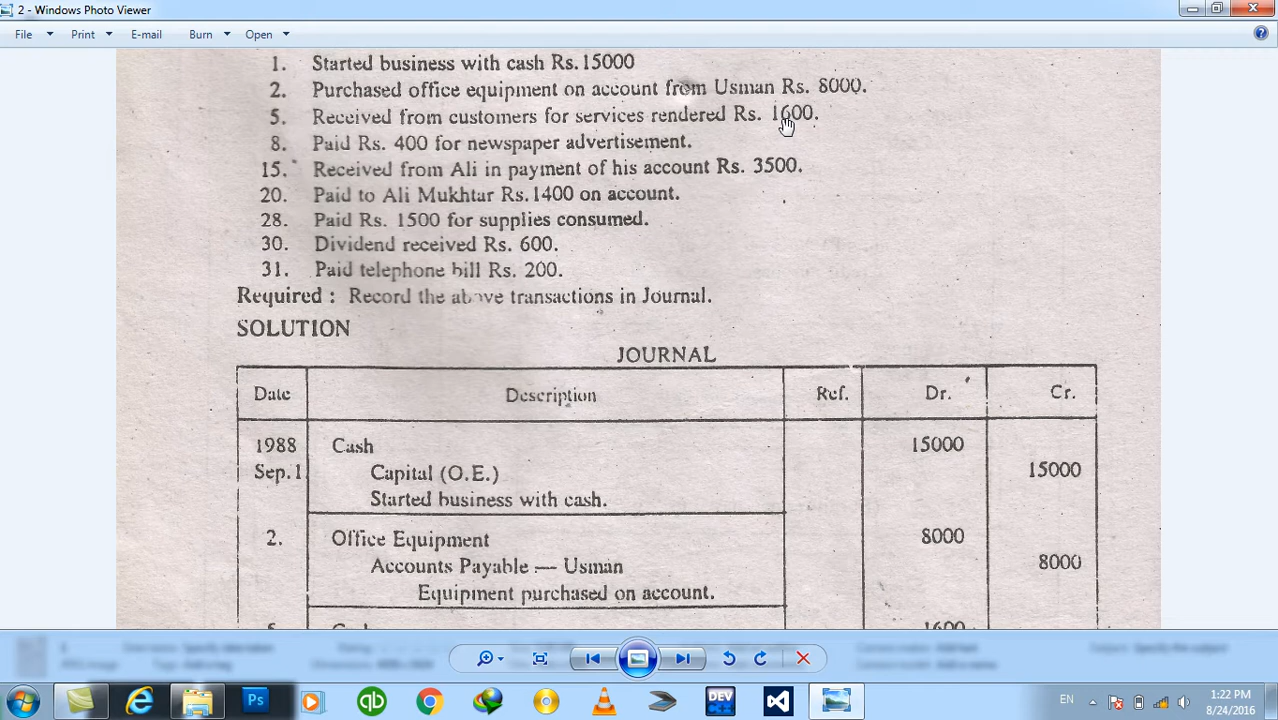 2 - Windows Photo Viewer
File Print E-mail Burn Open
1. Started business with cash Rs. 15000
2. Purchased office equipment on account from Usman Rs. 8000.
5. Received from customers for services rendered Rs. 1600.
8. Paid Rs. 400 for newspaper advertisement.
15. Received from Ali in payment of his account Rs. 3500.
20. Paid to Ali Mukhtar Rs. 1400 on account.
28. Paid Rs. 1500 for supplies consumed.
30. Dividend received Rs. 600.
31. Paid telephone bill Rs. 200.
Required : Record the above transactions in Journal.
SOLUTION
JOURNAL
Date Description Ref. Dr. Cr.
1988 Cash 15000
Sep. 1 Capital (O.E.) 15000
Started business with cash.
2. Office Equipment 8000
Accounts Payable — Usman 8000
Equipment purchased on account.
5. Cash 1600
Ps
DEV
EN
1:22 PM
8/24/2016